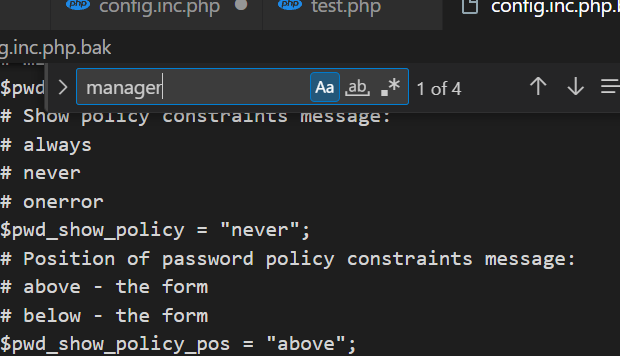 php config.inc.php php test.php config.inc.php.b
g.inc.php.bak
manager Aa ab .* 1 of 4
$pwd
# Show policy constraints message:
# always
# never
# onerror
$pwd_show_policy = "never";
# Position of password policy constraints message:
# above - the form
# below - the form
$pwd_show_policy_pos = "above";